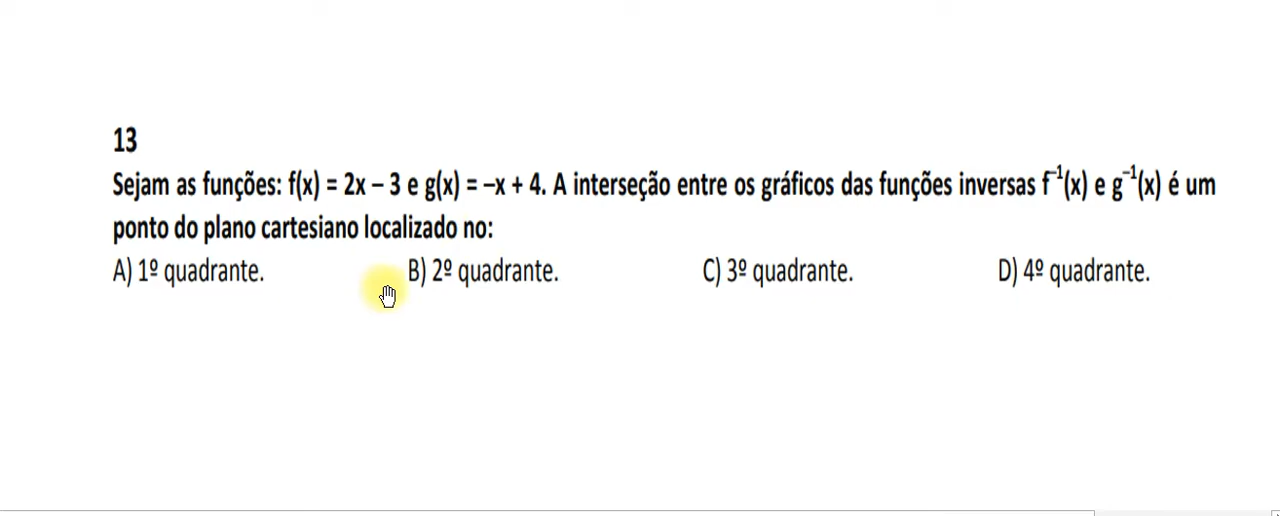 13
Sejam as funções: f(x) = 2x – 3 e g(x) = –x + 4. A interseção entre os gráficos das funções inversas f⁻¹(x) e g⁻¹(x) é um
ponto do plano cartesiano localizado no:
A) 1º quadrante. B) 2º quadrante. C) 3º quadrante. D) 4º quadrante.